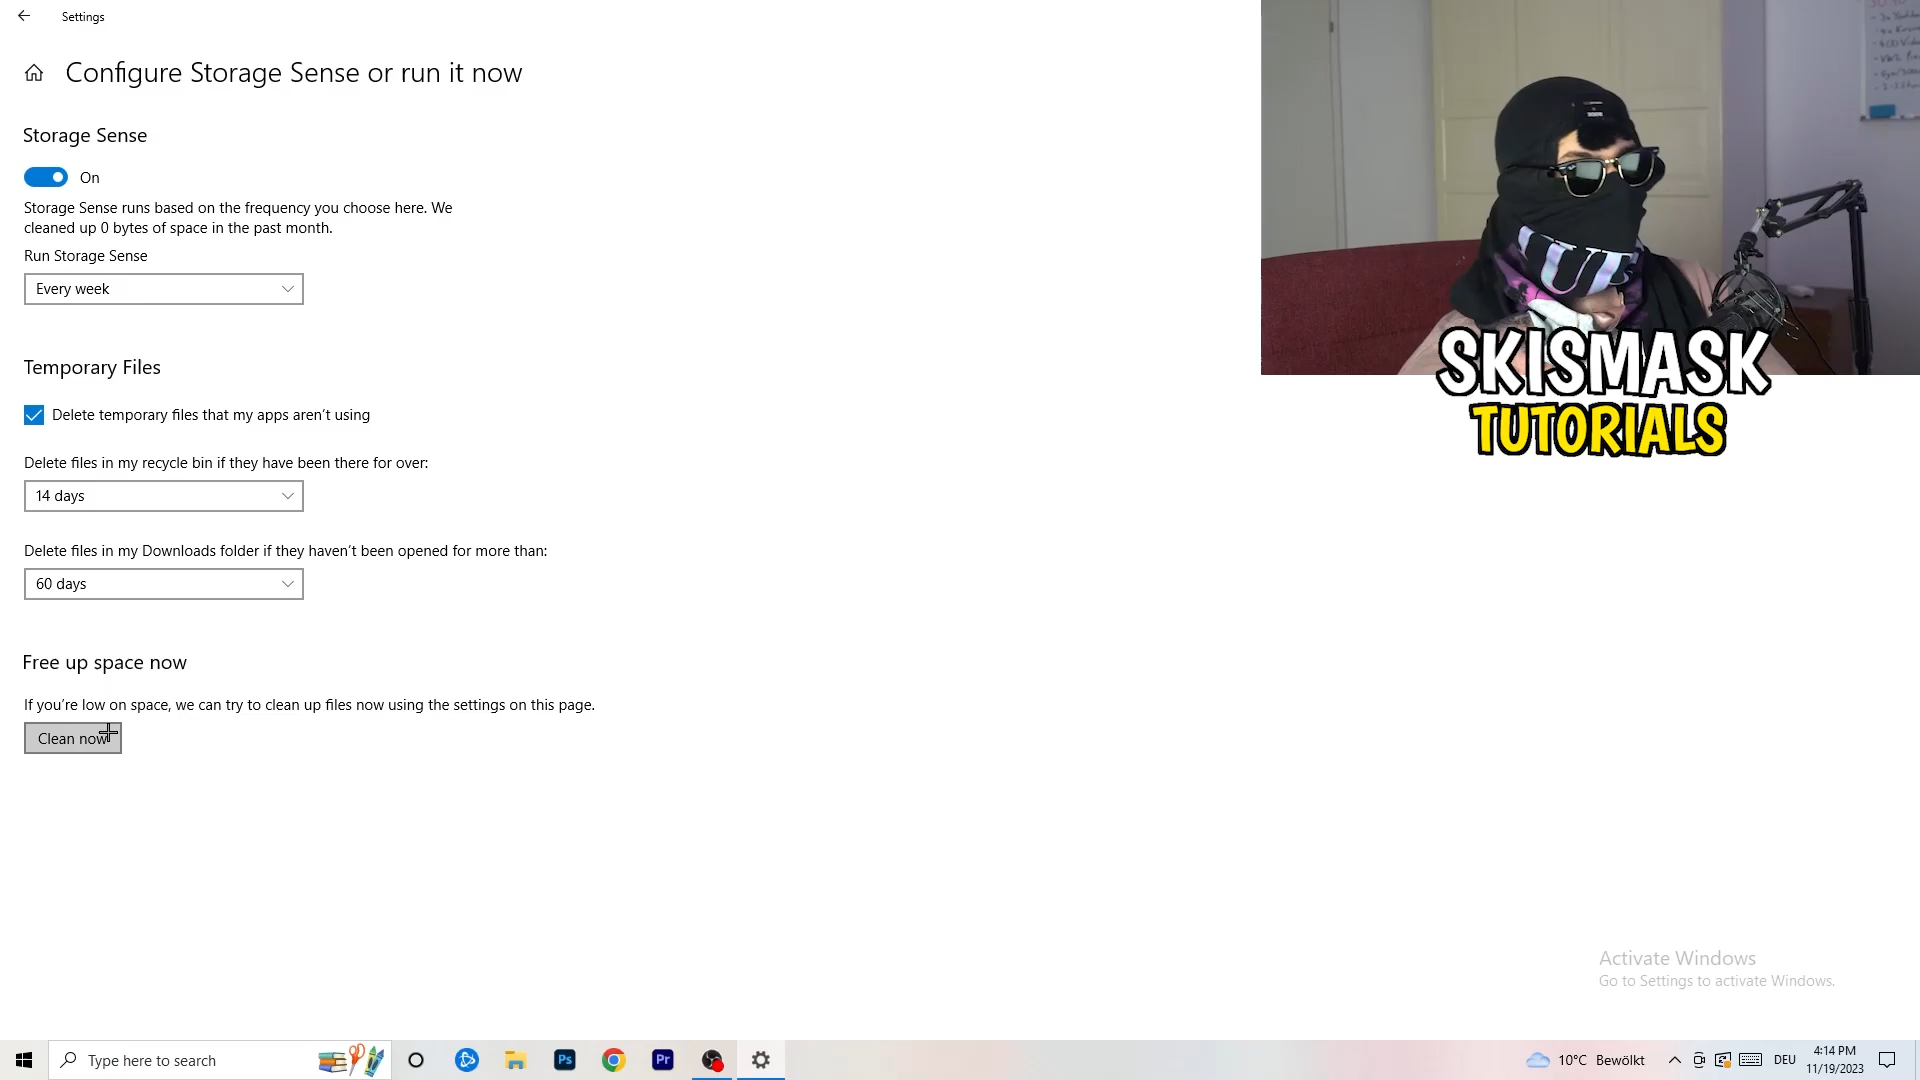 Settings
Configure Storage Sense or run it now
Storage Sense
On
Storage Sense runs based on the frequency you choose here. We
cleaned up 0 bytes of space in the past month.
Run Storage Sense
Every week
Temporary Files
Delete temporary files that my apps aren't using
Delete files in my recycle bin if they have been there for over:
14 days
Delete files in my Downloads folder if they haven't been opened for more than:
60 days
Free up space now
If you're low on space, we can try to clean up files now using the settings on this page.
Clean now
SKISMASK
TUTORIALS
Activate Windows
Go to Settings to activate Windows.
Type here to search
Ps
Pr
10°C Bewölkt
DEU
4:14 PM
11/19/2023